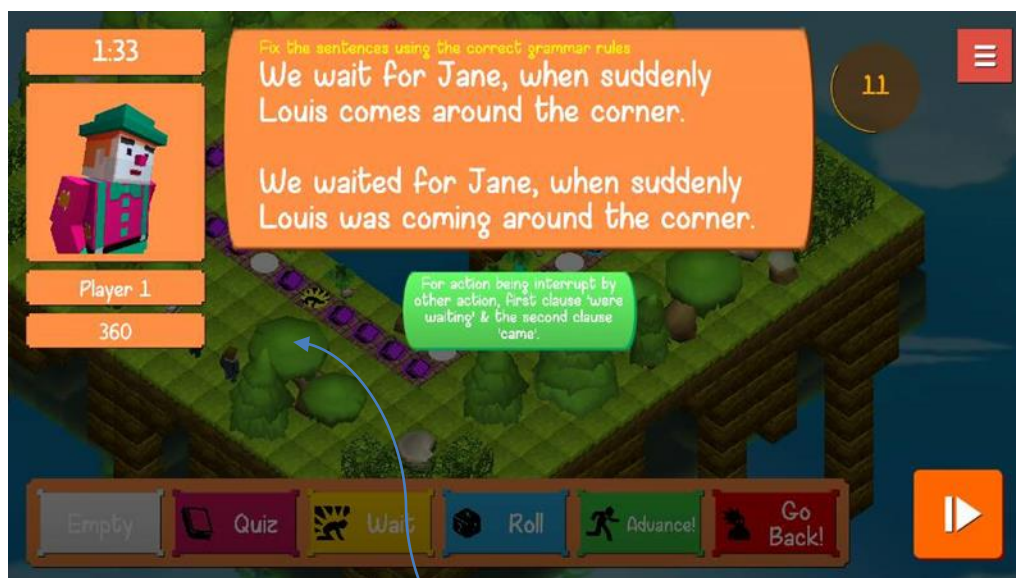 1:33
Fix the sentences using the correct grammar rules
We wait for Jane, when suddenly
Louis comes around the corner.
We waited for Jane, when suddenly
Louis was coming around the corner.
11
For action being interrupt by
other action, first clause 'were
waiting' & the second clause
'came'.
Player 1
360
Empty
Quiz
Wait
Roll
Advance!
Go
Back!